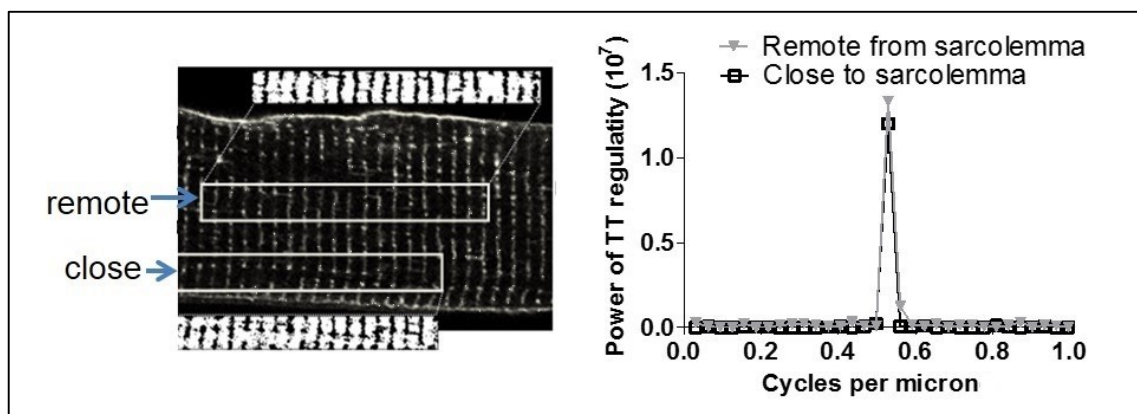 remote
close
Remote from sarcolemma
Close to sarcolemma
Power of TT regulatity (10⁷)
1.5
1.0
0.5
0.0
0.0 0.2 0.4 0.6 0.8 1.0
Cycles per micron